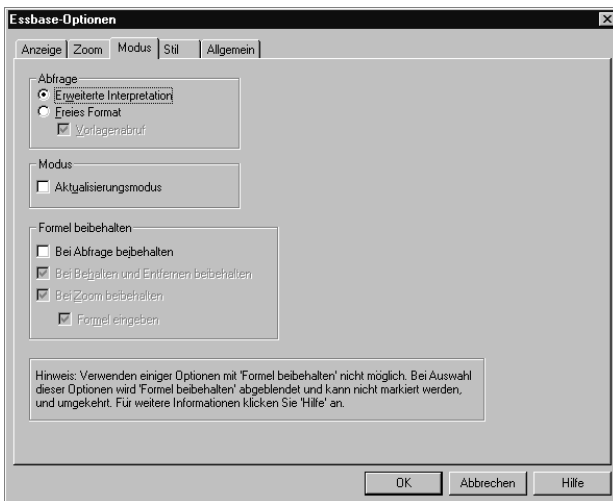 Essbase-Optionen
Anzeige Zoom Modus Stil Allgemein
Abfrage
Erweiterte Interpretation
Freies Format
Vorlagenabruf
Modus
Aktualisierungsmodus
Formel beibehalten
Bei Abfrage beibehalten
Bei Behalten und Entfernen beibehalten
Bei Zoom beibehalten
Formel eingeben
Hinweis: Verwenden einiger Optionen mit 'Formel beibehalten' nicht möglich. Bei Auswahl
dieser Optionen wird 'Formel beibehalten' abgeblendet und kann nicht markiert werden,
und umgekehrt. Für weitere Informationen klicken Sie 'Hilfe' an.
OK Abbrechen Hilfe